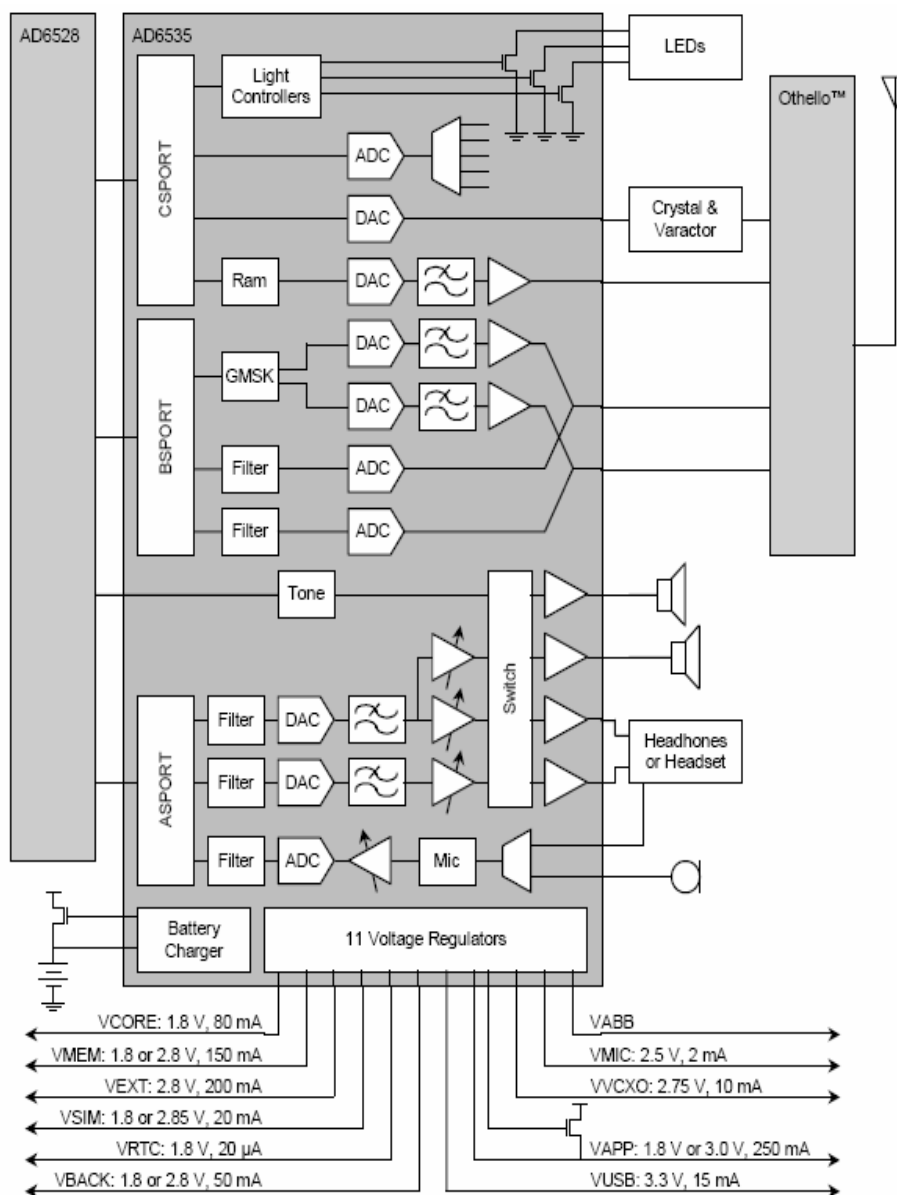 AD6528
AD6535
LEDs
Light
Controllers
Othello™
CSPORT
ADC
DAC
Crystal &
Varactor
Ram
DAC
DAC
GMSK
DAC
BSPORT
Filter
ADC
Filter
ADC
Tone
Switch
Filter
DAC
Headphones
or Headset
ASPORT
Filter
DAC
Filter
ADC
Mic
Battery
Charger
11 Voltage Regulators
VCORE: 1.8 V, 80 mA
VABB
VMEM: 1.8 or 2.8 V, 150 mA
VMIC: 2.5 V, 2 mA
VEXT: 2.8 V, 200 mA
VVCXO: 2.75 V, 10 mA
VSIM: 1.8 or 2.85 V, 20 mA
VRTC: 1.8 V, 20 µA
VAPP: 1.8 V or 3.0 V, 250 mA
VBACK: 1.8 or 2.8 V, 50 mA
VUSB: 3.3 V, 15 mA